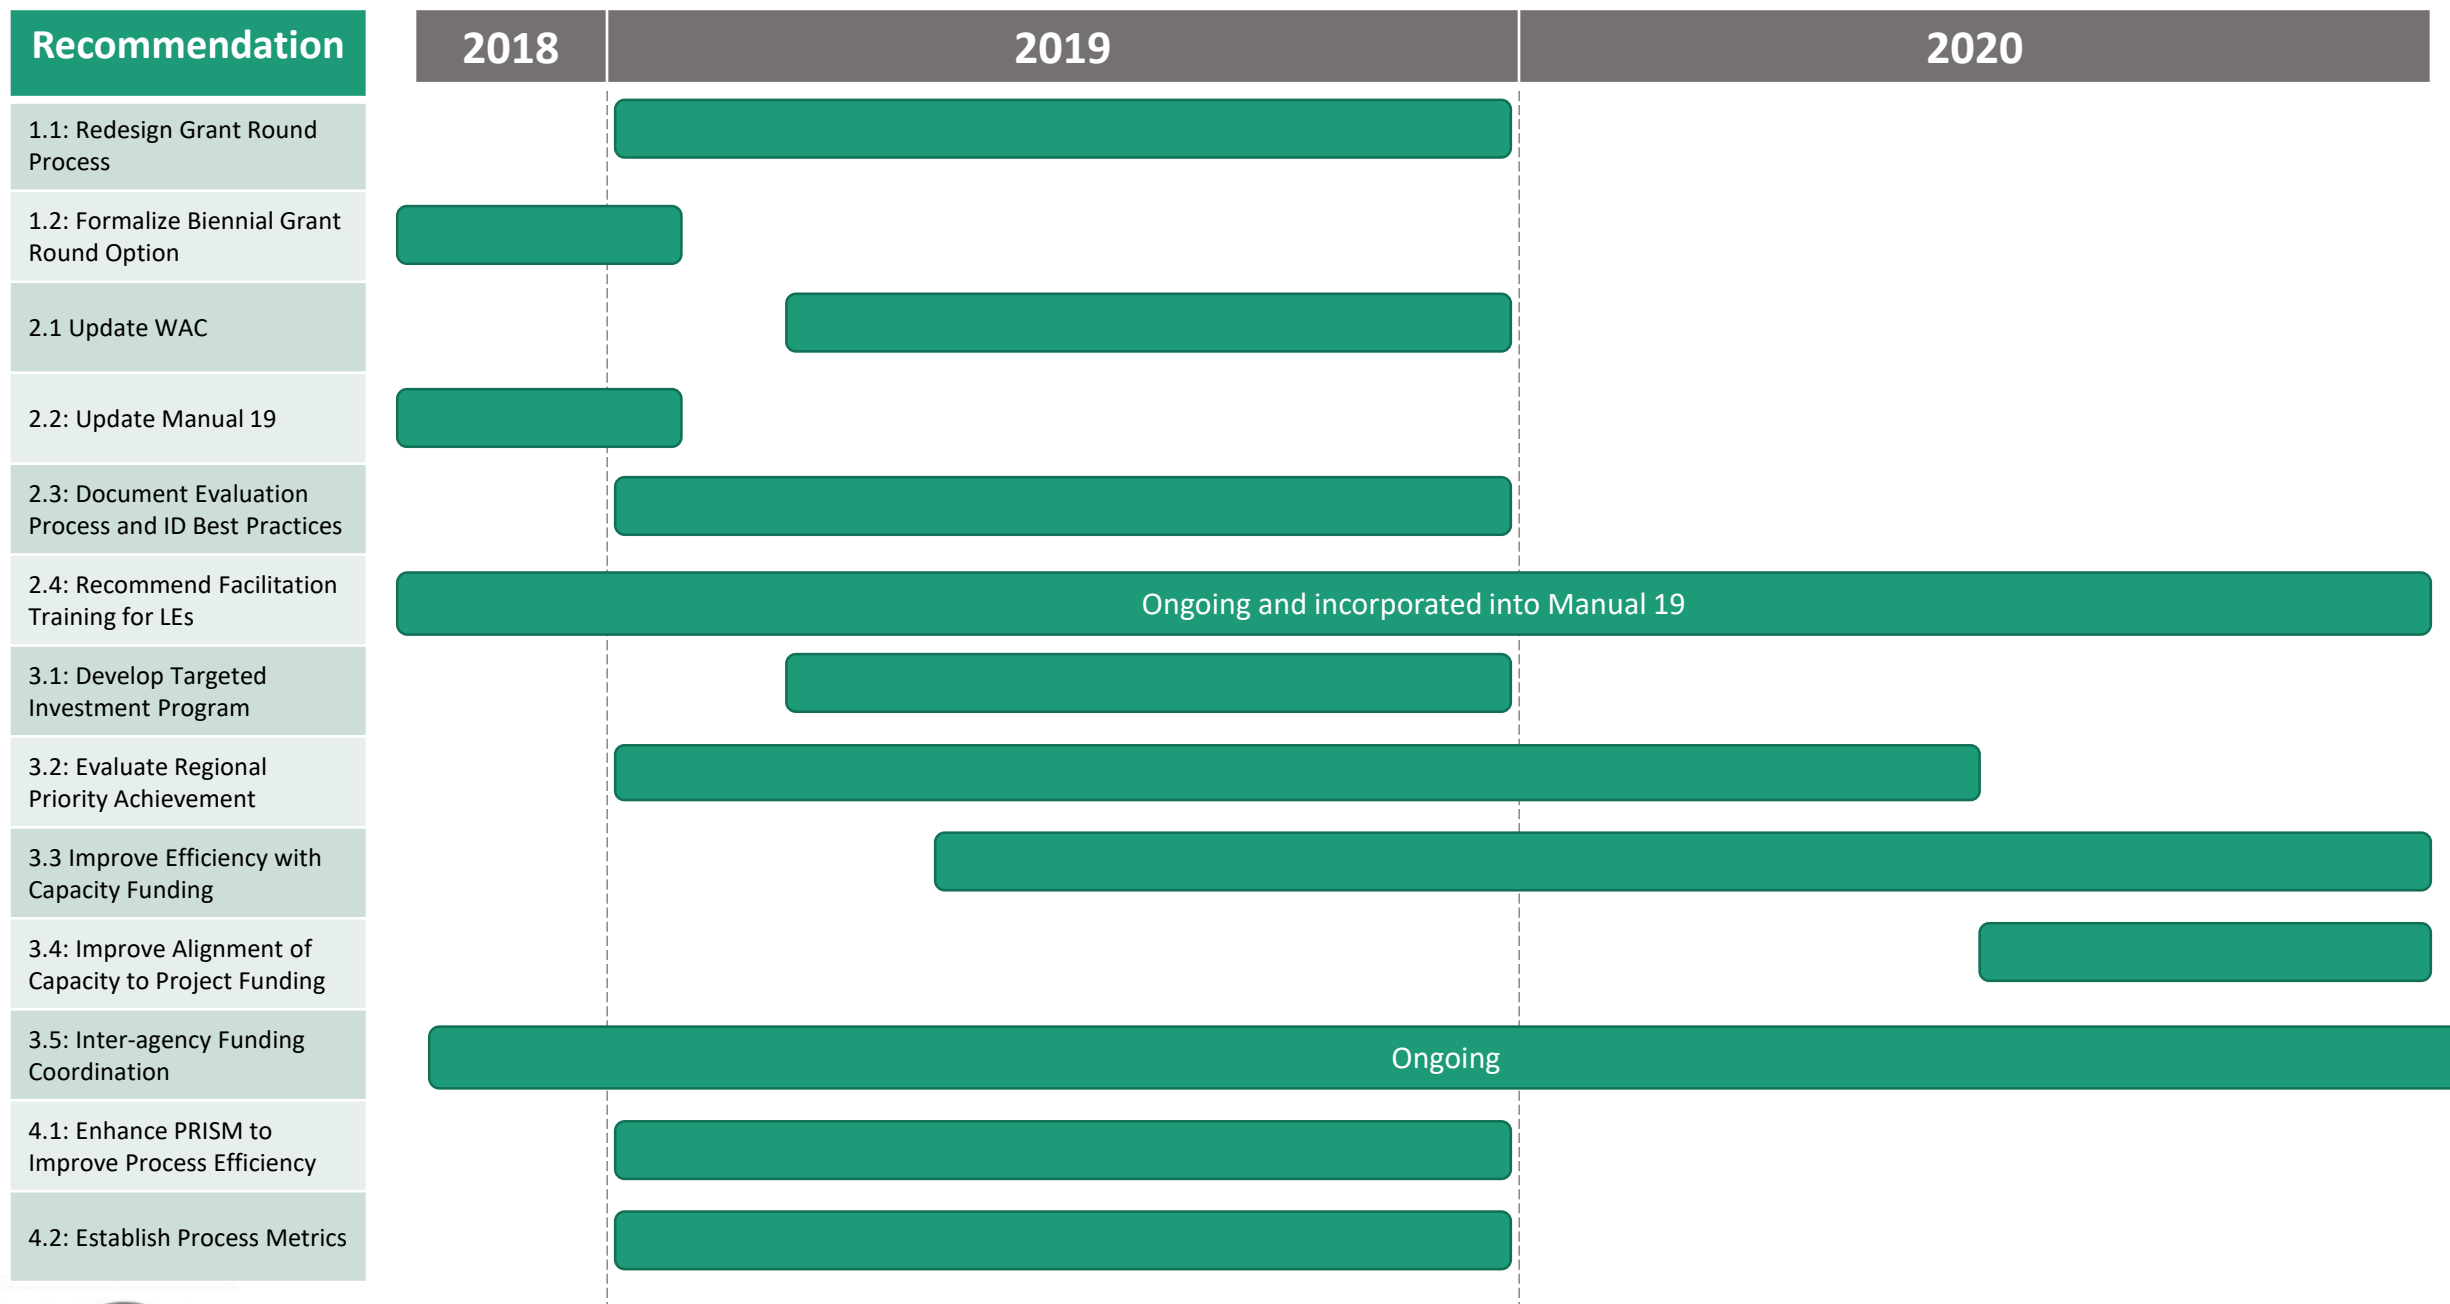 Recommendation
2018
2019
2020
1.1: Redesign Grant Round
Process
1.2: Formalize Biennial Grant
Round Option
2.1 Update WAC
2.2: Update Manual 19
2.3: Document Evaluation
Process and ID Best Practices
2.4: Recommend Facilitation
Training for LEs
Ongoing and incorporated into Manual 19
3.1: Develop Targeted
Investment Program
3.2: Evaluate Regional
Priority Achievement
3.3 Improve Efficiency with
Capacity Funding
3.4: Improve Alignment of
Capacity to Project Funding
3.5: Inter-agency Funding
Coordination
Ongoing
4.1: Enhance PRISM to
Improve Process Efficiency
4.2: Establish Process Metrics